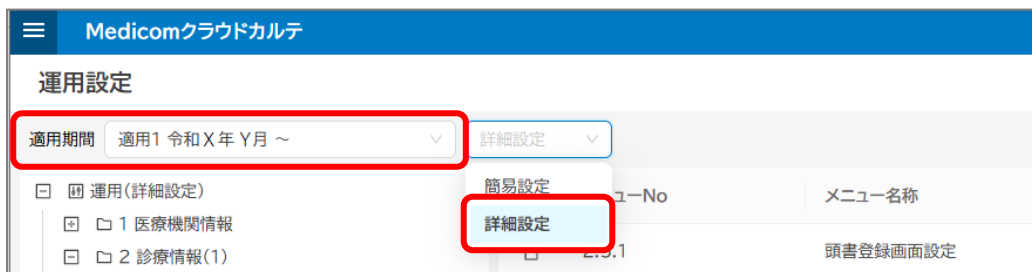 Medicomクラウドカルテ
運用設定
適用期間 適用1 令和X年 Y月 ～ 詳細設定
運用(詳細設定)
簡易設定
メニュー名称
1 医療機関情報
詳細設定
2 診療情報(1)
頭書登録画面設定